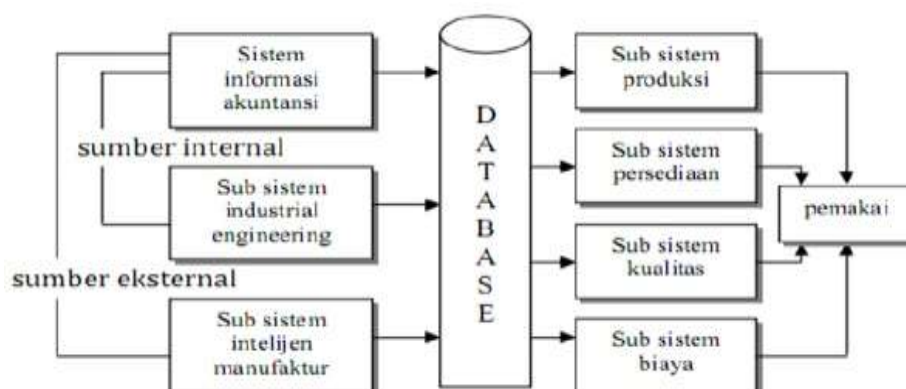 Sistem
informasi
akuntansi
sumber internal
Sub sistem
industrial
engineering
sumber eksternal
Sub sistem
intelijen
manufaktur
DATABASE
Sub sistem
produksi
Sub sistem
persediaan
Sub sistem
kualitas
Sub sistem
biaya
pemakai